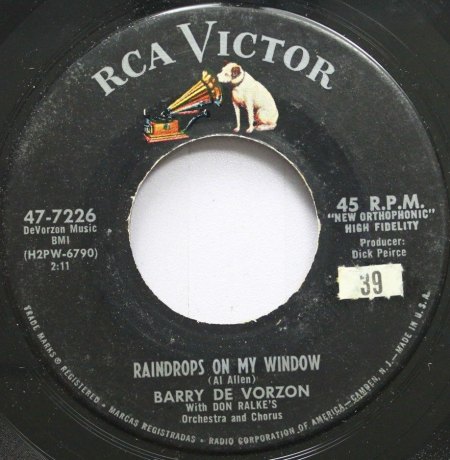 RCA VICTOR
47-7226
DeVorzon Music
BMI
(H2PW-6790)
2:11
45 R.P.M.
"NEW ORTHOPHONIC"
HIGH FIDELITY
Producer:
Dick Peirce
39
RAINDROPS ON MY WINDOW
(Al Allen)
BARRY DE VORZON
With DON RALKE'S
Orchestra and Chorus
TRADE MARKS ® REGISTERED • MARCAS REGISTRADAS • RADIO CORPORATION OF AMERICA—CAMDEN, N.J.—MADE IN U.S.A.